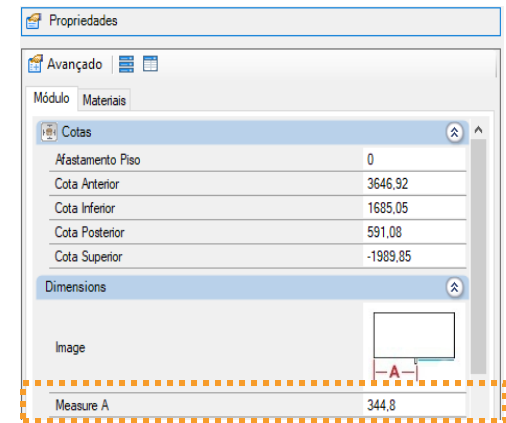 Propriedades
Avançado
Módulo Materiais
Cotas
Afastamento Piso 0
Cota Anterior 3646,92
Cota Inferior 1685,05
Cota Posterior 591,08
Cota Superior -1989,85
Dimensions
Image
A
Measure A 344,8